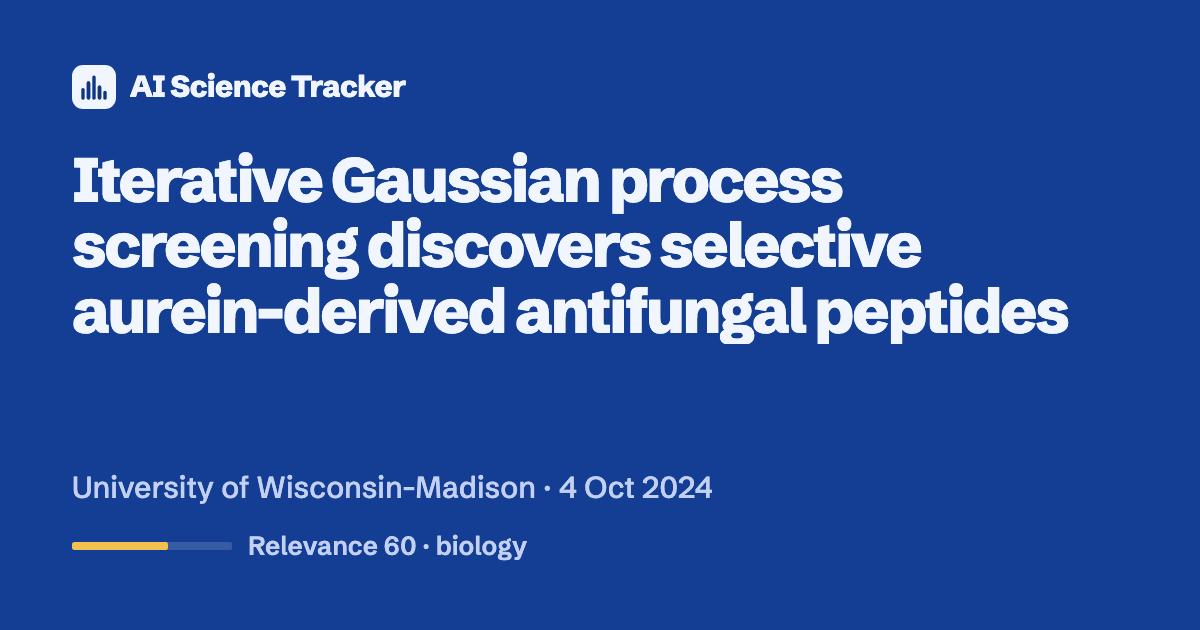 AI Science Tracker
Iterative Gaussian process
screening discovers selective
aurein-derived antifungal peptides
University of Wisconsin-Madison · 4 Oct 2024
Relevance 60 · biology